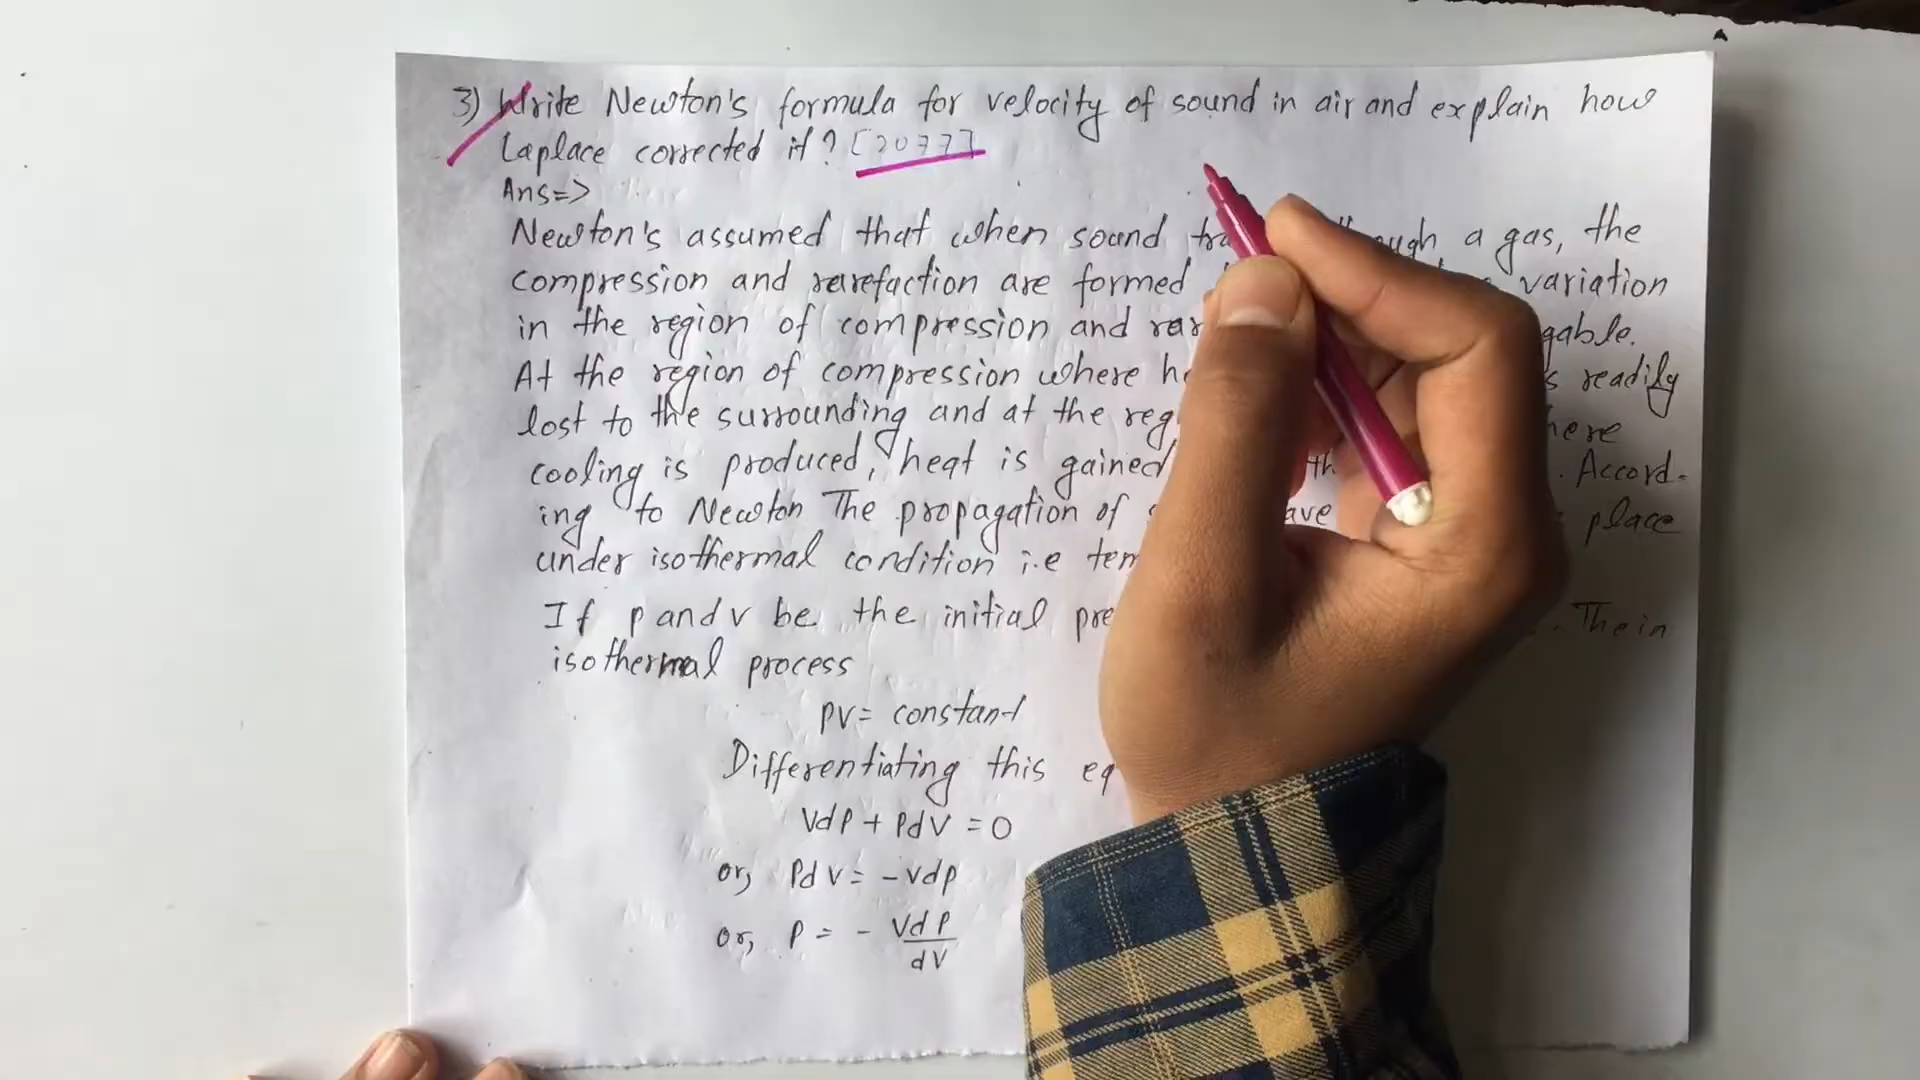 3) Write Newton's formula for velocity of sound in air and explain how
Laplace corrected it? [2077]
Ans=>
Newton's assumed that when sound a gas, the
compression and rarefaction are formed variation
in the region of compression and
At the region of compression where readily
lost to the surrounding and at the
cooling is produced, heat is gained . Accord-
ing to Newton The propagation of place
under isothermal condition i.e
If p and v be the initial . The in
isothermal process
PV= constant
Differentiating this
VdP + PdV = 0
or, PdV = -vdp
or, P = - VdP/dV